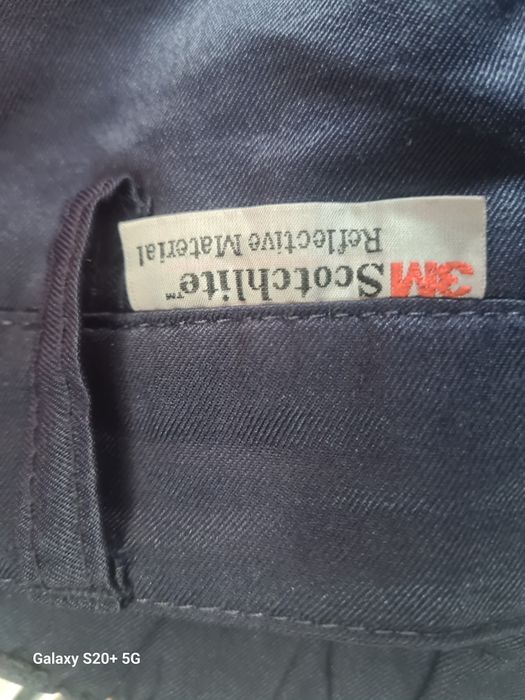 3M Scotchlite™
Reflective Material
Galaxy S20+ 5G